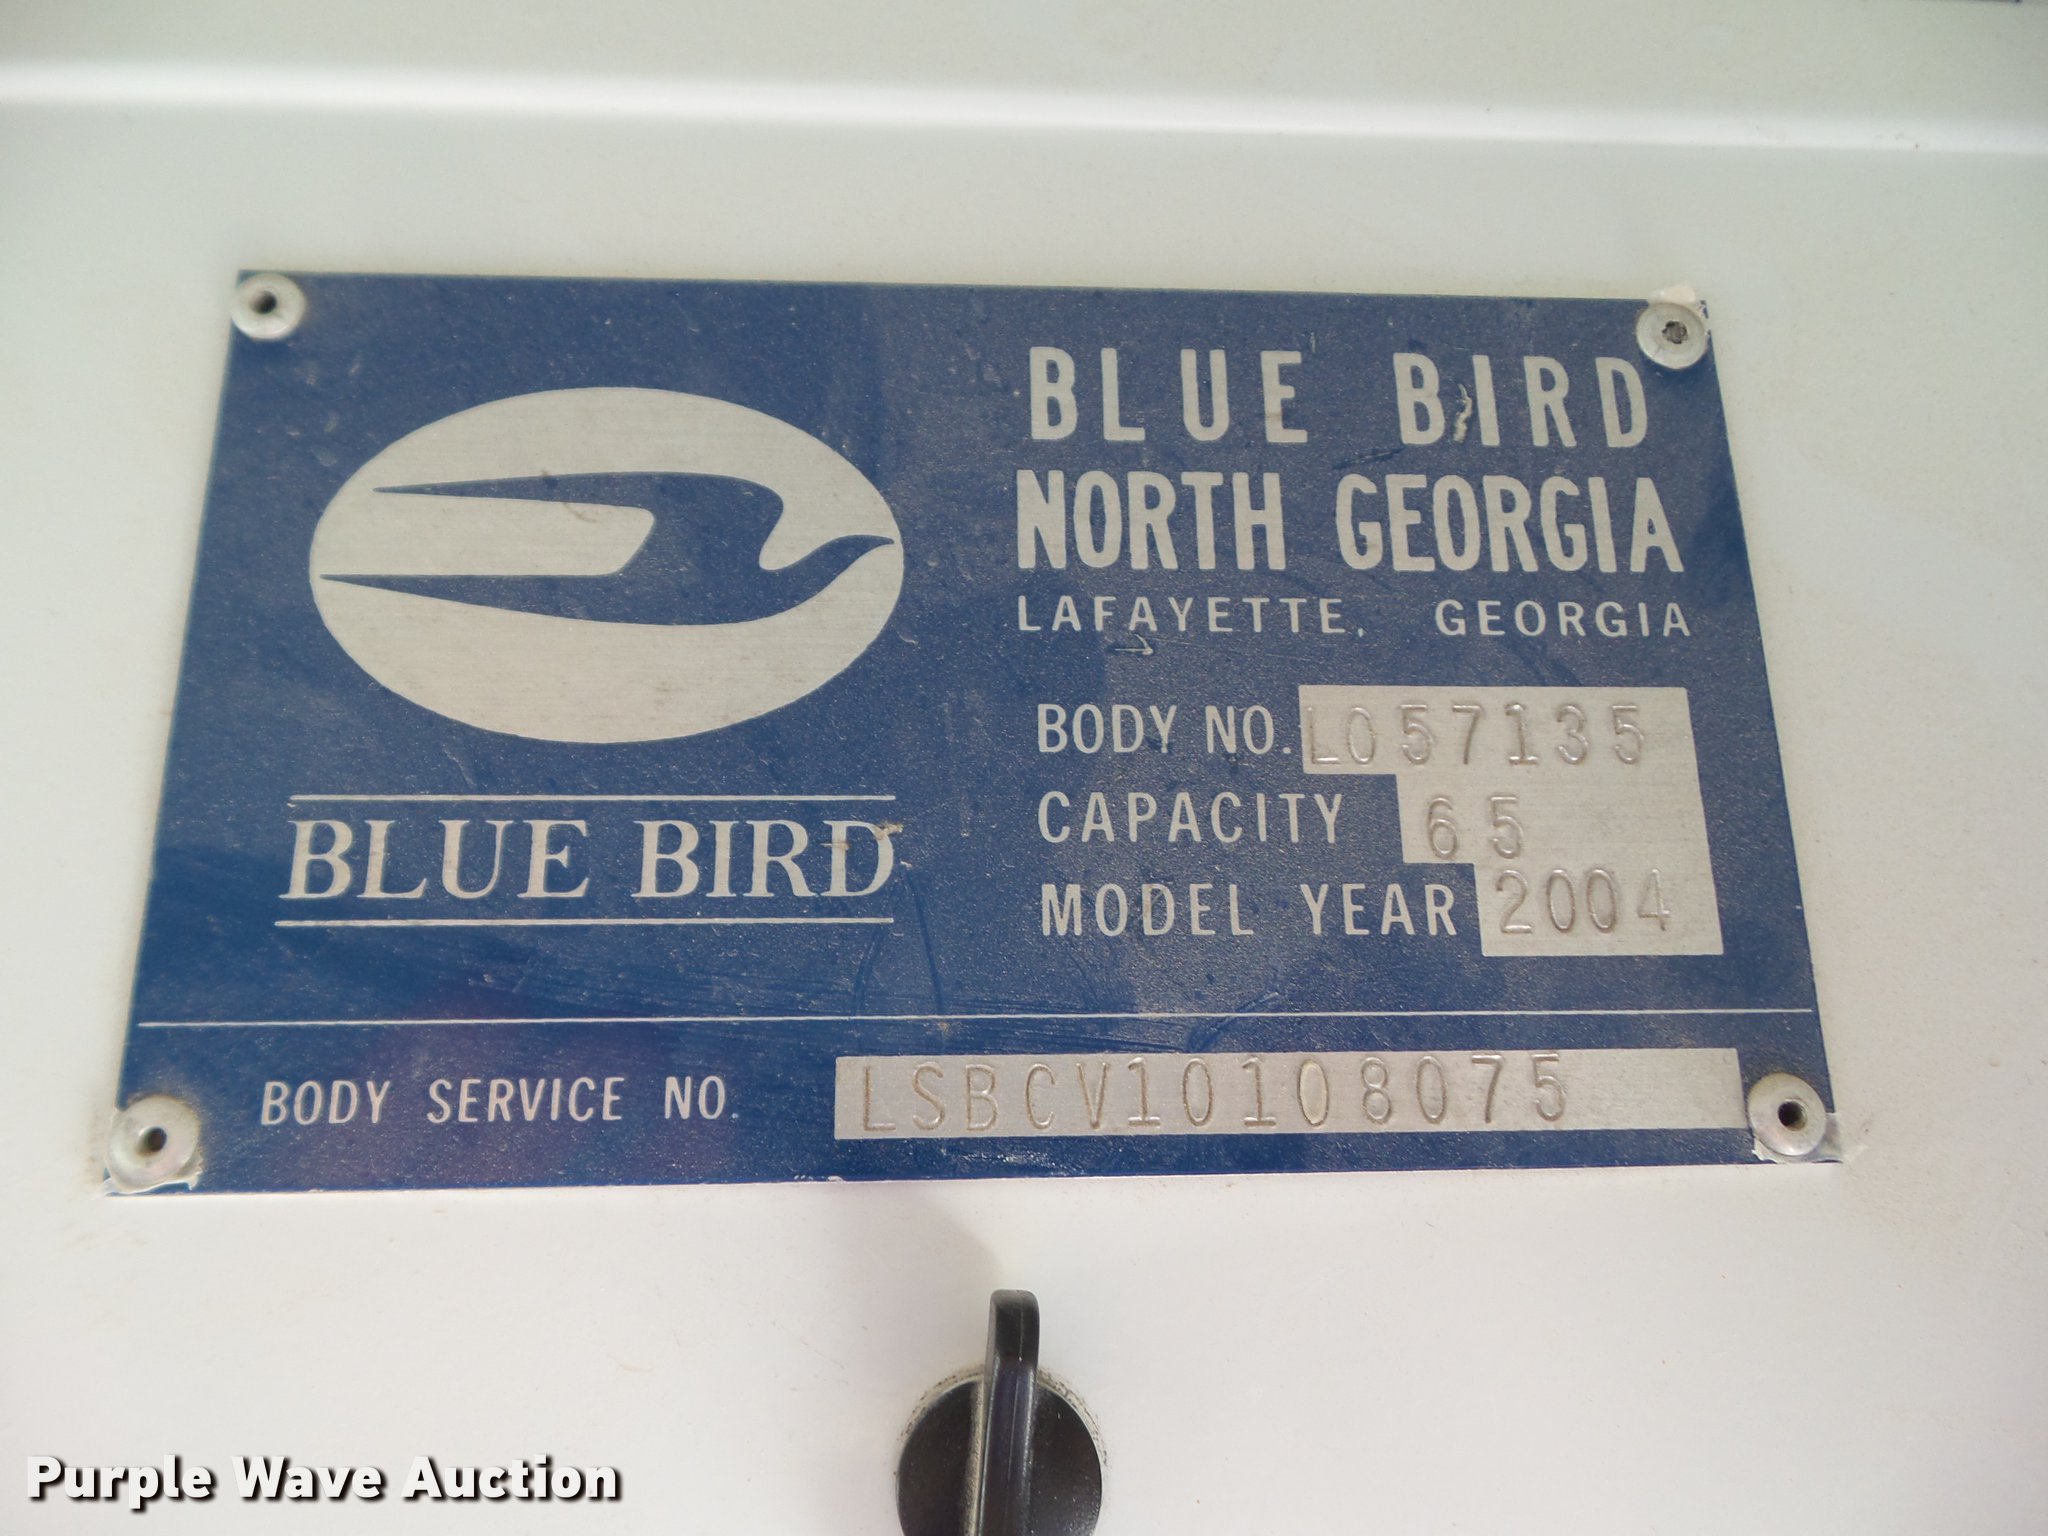 BLUE BIRD
NORTH GEORGIA
LAFAYETTE, GEORGIA
BODY NO. L057135
CAPACITY 65
MODEL YEAR 2004
BLUE BIRD
BODY SERVICE NO. LSBCV10108075
Purple Wave Auction